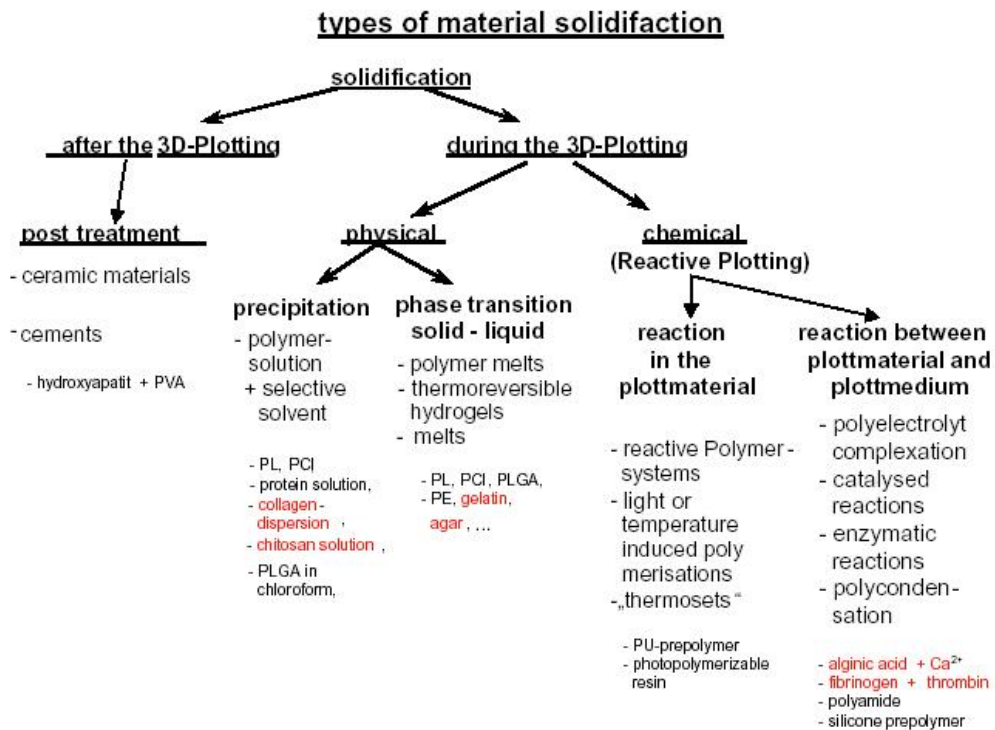 types of material solidifaction
solidification
after the 3D-Plotting
during the 3D-Plotting
post treatment
- ceramic materials
- cements
- hydroxyapatit + PVA
physical
precipitation
- polymer-
solution
+ selective
solvent
- PL, PCl
- protein solution,
- collagen-
dispersion ,
- chitosan solution ,
- PLGA in
chloroform,
phase transition
solid - liquid
- polymer melts
- thermoreversible
hydrogels
- melts
- PL, PCl, PLGA,
- PE, gelatin,
agar , ...
chemical
(Reactive Plotting)
reaction
in the
plottmaterial
- reactive Polymer-
systems
- light or
temperature
induced poly
merisations
-„thermosets“
- PU-prepolymer
- photopolymerizable
resin
reaction between
plottmaterial and
plottmedium
- polyelectrolyt
complexation
- catalysed
reactions
- enzymatic
reactions
- polyconden-
sation
- alginic acid + Ca²⁺
- fibrinogen + thrombin
- polyamide
- silicone prepolymer